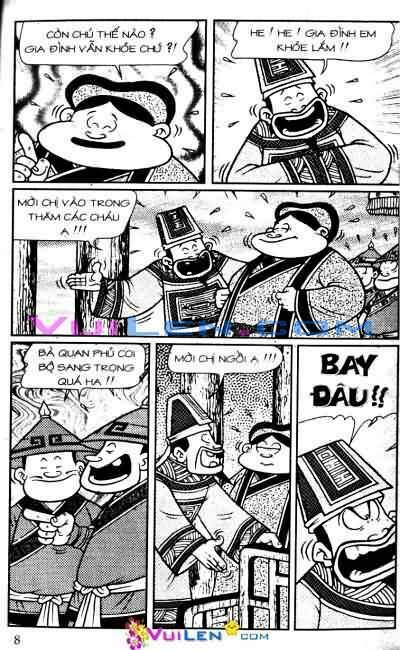 CÒN CHÚ THẾ NÀO ?
GIA ĐÌNH VẪN KHỎE CHỨ ?!
HE ! HE ! GIA ĐÌNH EM
KHỎE LẮM !!
MỜI CHỊ VÀO TRONG
THĂM CÁC CHÁU
Ạ !!!
VuiLen.com
BẢ QUAN PHỦ COI
BỘ SANG TRỌNG
QUÁ HA !!
MỜI CHỊ NGỒI Ạ !!!
BAY
ĐÂU!!
8
VuiLen.com